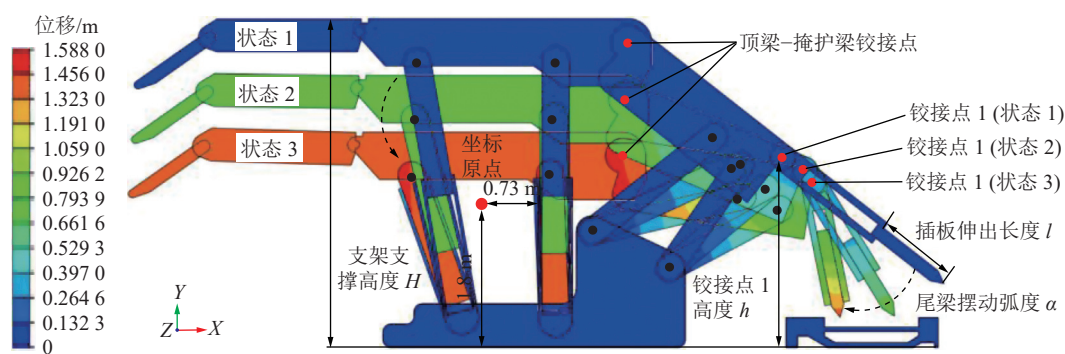 位移/m
1.588 0
1.456 0
1.323 0
1.191 0
1.059 0
0.926 2
0.793 9
0.661 6
0.529 3
0.397 0
0.264 6
0.132 3
0
状态 1
状态 2
状态 3
顶梁−掩护梁铰接点
铰接点 1 (状态 1)
铰接点 1 (状态 2)
铰接点 1 (状态 3)
坐标
原点
0.73 m
1.8 m
支架支
撑高度 H
铰接点 1
高度 h
插板伸出长度 l
尾梁摆动弧度 α
Y
Z
X